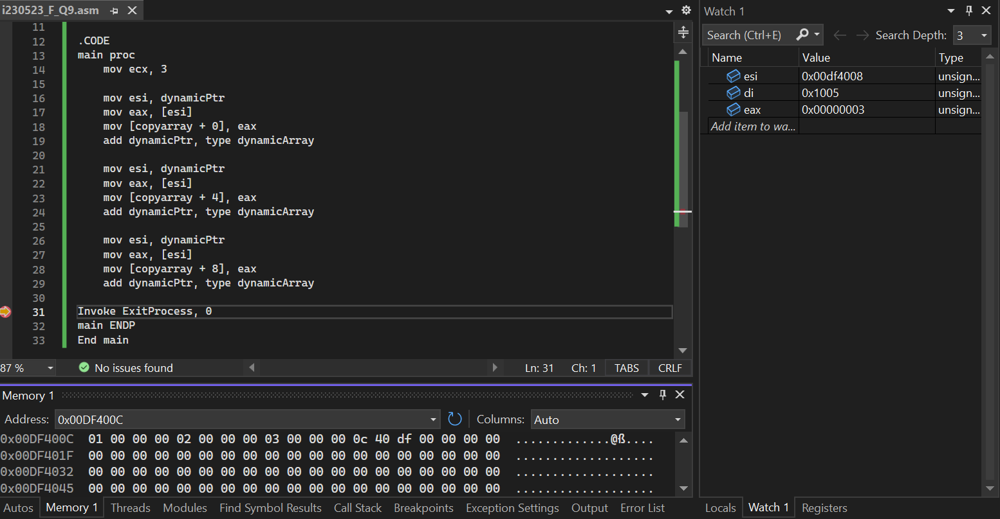 i230523_F_Q9.asm
11
12 .CODE
13 main proc
14 mov ecx, 3
15
16 mov esi, dynamicPtr
17 mov eax, [esi]
18 mov [copyarray + 0], eax
19 add dynamicPtr, type dynamicArray
20
21 mov esi, dynamicPtr
22 mov eax, [esi]
23 mov [copyarray + 4], eax
24 add dynamicPtr, type dynamicArray
25
26 mov esi, dynamicPtr
27 mov eax, [esi]
28 mov [copyarray + 8], eax
29 add dynamicPtr, type dynamicArray
30
31 Invoke ExitProcess, 0
32 main ENDP
33 End main
87 % No issues found Ln: 31 Ch: 1 TABS CRLF
Memory 1
Address: 0x00DF400C Columns: Auto
0x00DF400C 01 00 00 00 02 00 00 00 03 00 00 00 0c 40 df 00 00 00 00 .............@ß....
0x00DF401F 00 00 00 00 00 00 00 00 00 00 00 00 00 00 00 00 00 00 00 ...................
0x00DF4032 00 00 00 00 00 00 00 00 00 00 00 00 00 00 00 00 00 00 00 ...................
0x00DF4045 00 00 00 00 00 00 00 00 00 00 00 00 00 00 00 00 00 00 00 ...................
Autos Memory 1 Threads Modules Find Symbol Results Call Stack Breakpoints Exception Settings Output Error List
Watch 1
Search (Ctrl+E) Search Depth: 3
Name Value Type
esi 0x00df4008 unsign...
di 0x1005 unsign...
eax 0x00000003 unsign...
Add item to wa...
Locals Watch 1 Registers